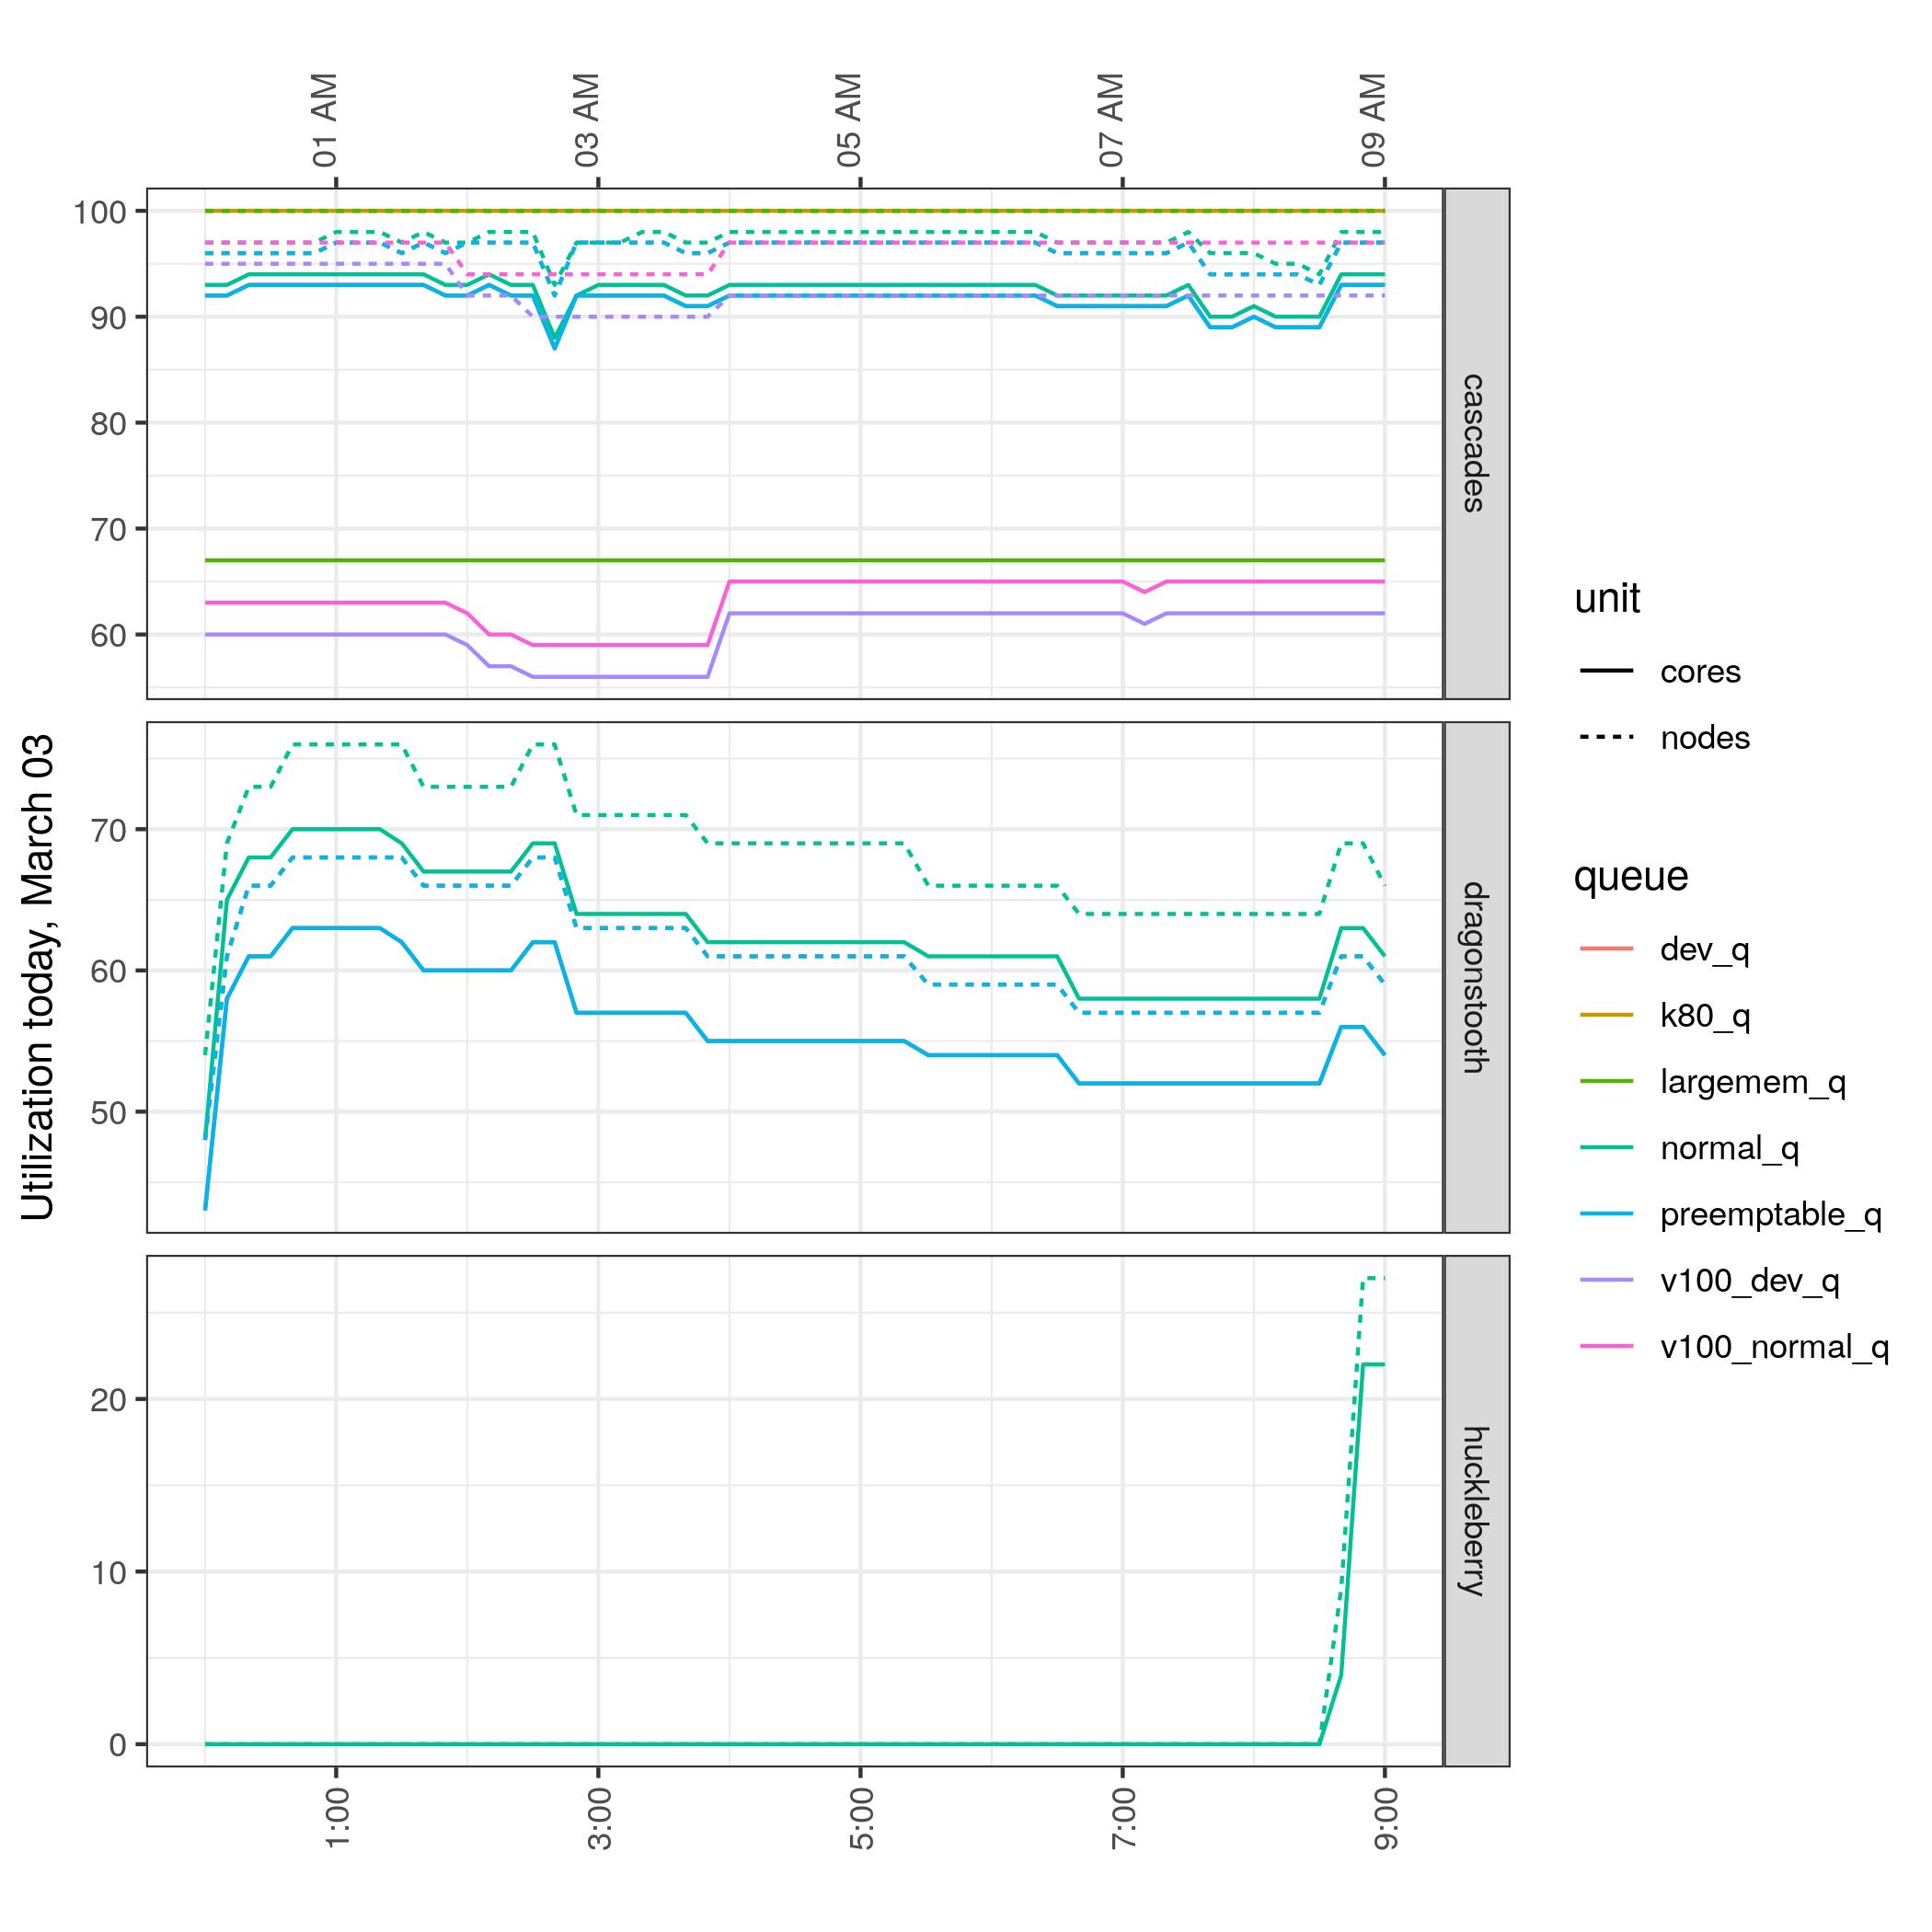 01 AM
03 AM
05 AM
07 AM
09 AM
100
90
80
70
60
cascades
Utilization today, March 03
70
60
50
dragonstooth
20
10
0
huckleberry
1:00
3:00
5:00
7:00
9:00
unit
cores
nodes
queue
dev_q
k80_q
largemem_q
normal_q
preemptable_q
v100_dev_q
v100_normal_q